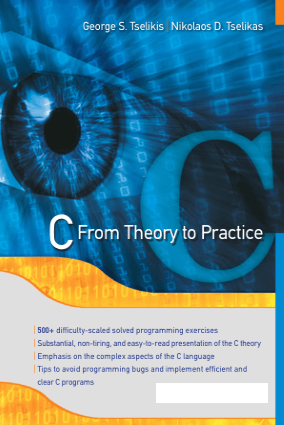 George S. Tselikis Nikolaos D. Tselikas
C
C From Theory to Practice
500+ difficulty-scaled solved programming exercises
Substantial, non-tiring, and easy-to-read presentation of the C theory
Emphasis on the complex aspects of the C language
Tips to avoid programming bugs and implement efficient and
clear C programs